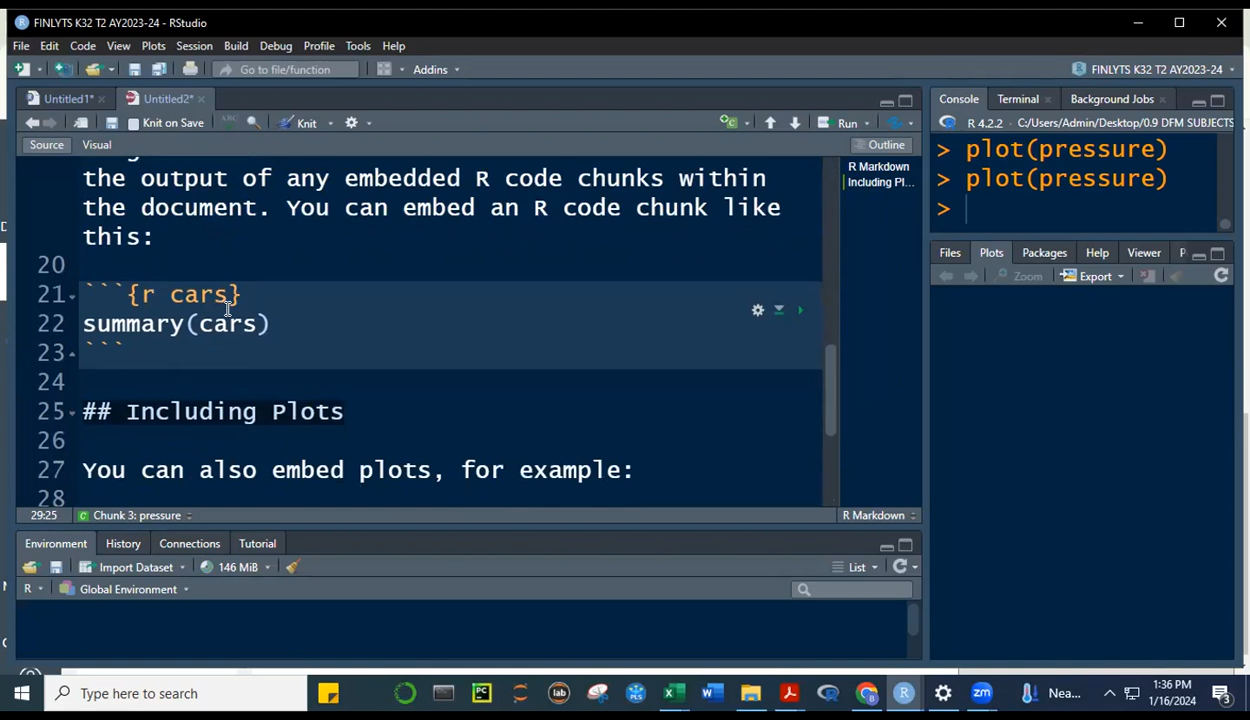 FINLYTS K32 T2 AY2023-24 - RStudio
File Edit Code View Plots Session Build Debug Profile Tools Help
Go to file/function Addins FINLYTS K32 T2 AY2023-24
Untitled1* Untitled2*
Knit on Save ABC Knit Run
Source Visual Outline
the output of any embedded R code chunks within
the document. You can embed an R code chunk like
this:
20
21 ```{r cars}
22 summary(cars)
23 ```
24
25 ## Including Plots
26
27 You can also embed plots, for example:
28
R Markdown
Including Pl...
29:25 Chunk 3: pressure R Markdown
Environment History Connections Tutorial
Import Dataset 146 MiB List
R Global Environment
Console Terminal Background Jobs
R 4.2.2 · C:/Users/Admin/Desktop/0.9 DFM SUBJECTS
> plot(pressure)
> plot(pressure)
>
Files Plots Packages Help Viewer P
Zoom Export
Type here to search
Nea...
1:36 PM
1/16/2024
3